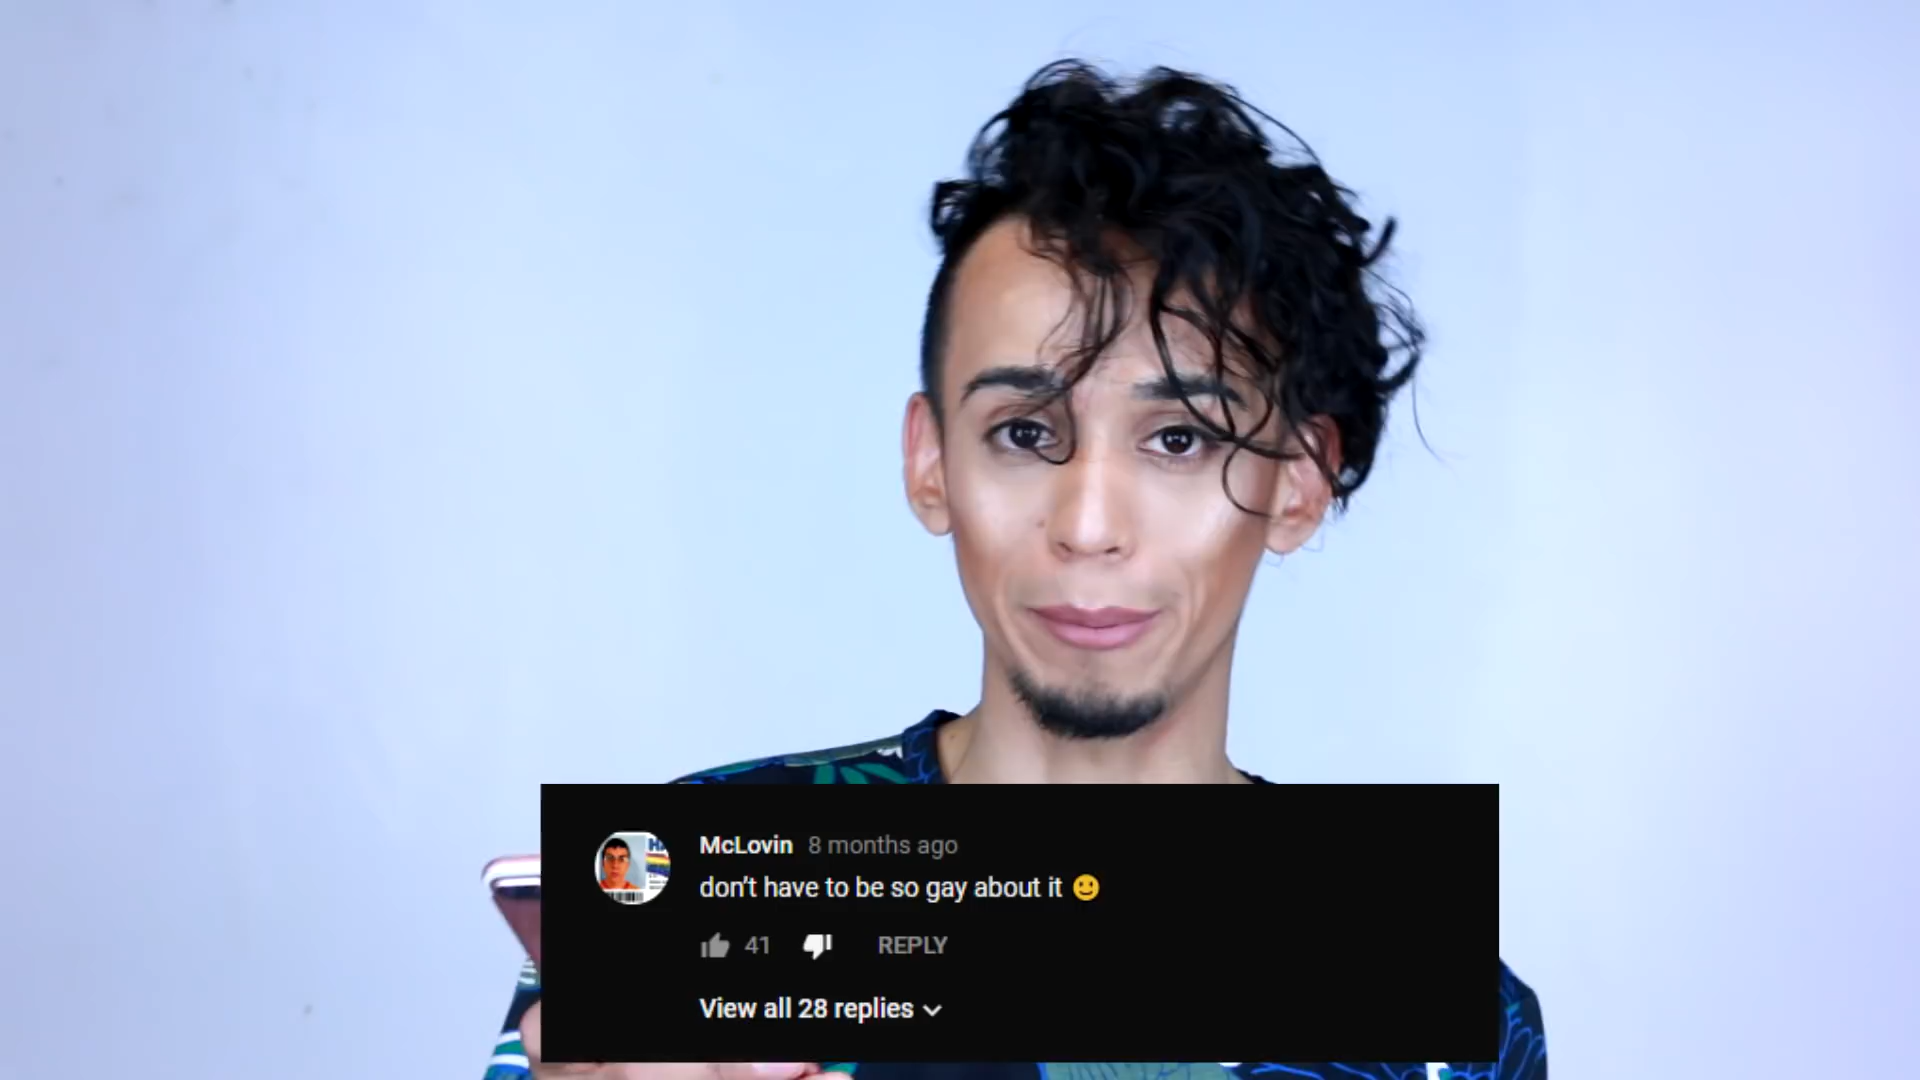 McLovin 8 months ago
don't have to be so gay about it 🙂
41 REPLY
View all 28 replies